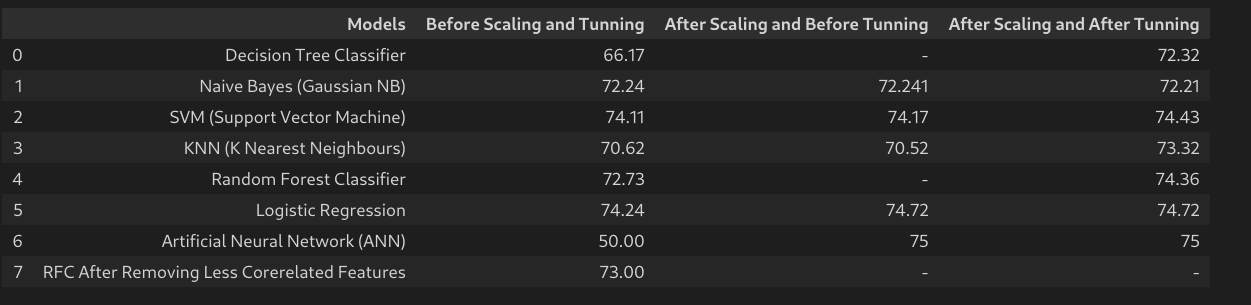 Models Before Scaling and Tunning After Scaling and Before Tunning After Scaling and After Tunning
0 Decision Tree Classifier 66.17 - 72.32
1 Naive Bayes (Gaussian NB) 72.24 72.241 72.21
2 SVM (Support Vector Machine) 74.11 74.17 74.43
3 KNN (K Nearest Neighbours) 70.62 70.52 73.32
4 Random Forest Classifier 72.73 - 74.36
5 Logistic Regression 74.24 74.72 74.72
6 Artificial Neural Network (ANN) 50.00 75 75
7 RFC After Removing Less Corerelated Features 73.00 - -